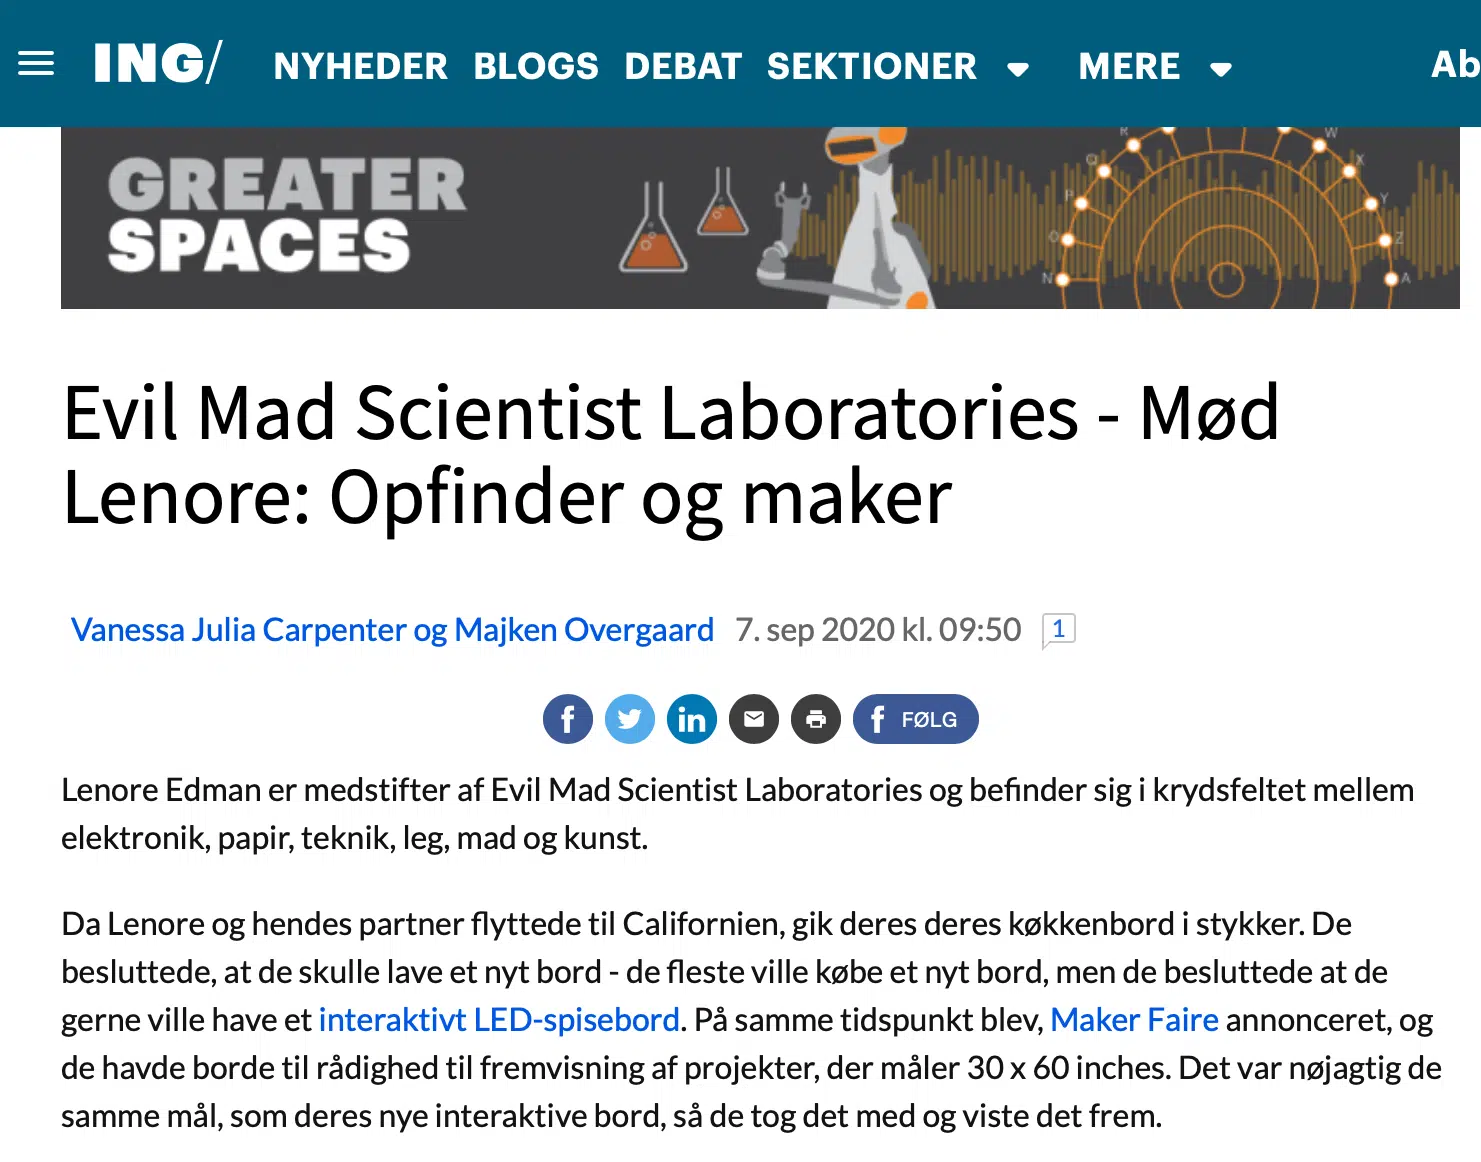 ING/ NYHEDER BLOGS DEBAT SEKTIONER MERE Ab
GREATER
SPACES
R W
Q X
P Y
O Z
N A
Evil Mad Scientist Laboratories - Mød
Lenore: Opfinder og maker
Vanessa Julia Carpenter og Majken Overgaard 7. sep 2020 kl. 09:50 1
f in f FØLG
Lenore Edman er medstifter af Evil Mad Scientist Laboratories og befinder sig i krydsfeltet mellem
elektronik, papir, teknik, leg, mad og kunst.
Da Lenore og hendes partner flyttede til Californien, gik deres deres køkkenbord i stykker. De
besluttede, at de skulle lave et nyt bord - de fleste ville købe et nyt bord, men de besluttede at de
gerne ville have et interaktivt LED-spisebord. På samme tidspunkt blev, Maker Faire annonceret, og
de havde borde til rådighed til fremvisning af projekter, der måler 30 x 60 inches. Det var nøjagtig de
samme mål, som deres nye interaktive bord, så de tog det med og viste det frem.